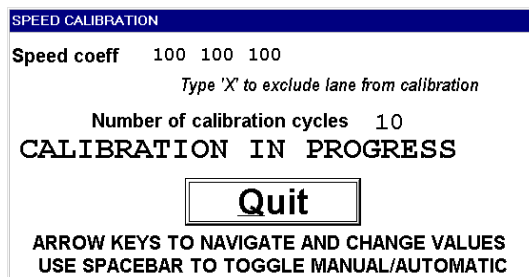 SPEED CALIBRATION
Speed coeff 100 100 100
Type 'X' to exclude lane from calibration
Number of calibration cycles 10
CALIBRATION IN PROGRESS
Quit
ARROW KEYS TO NAVIGATE AND CHANGE VALUES
USE SPACEBAR TO TOGGLE MANUAL/AUTOMATIC